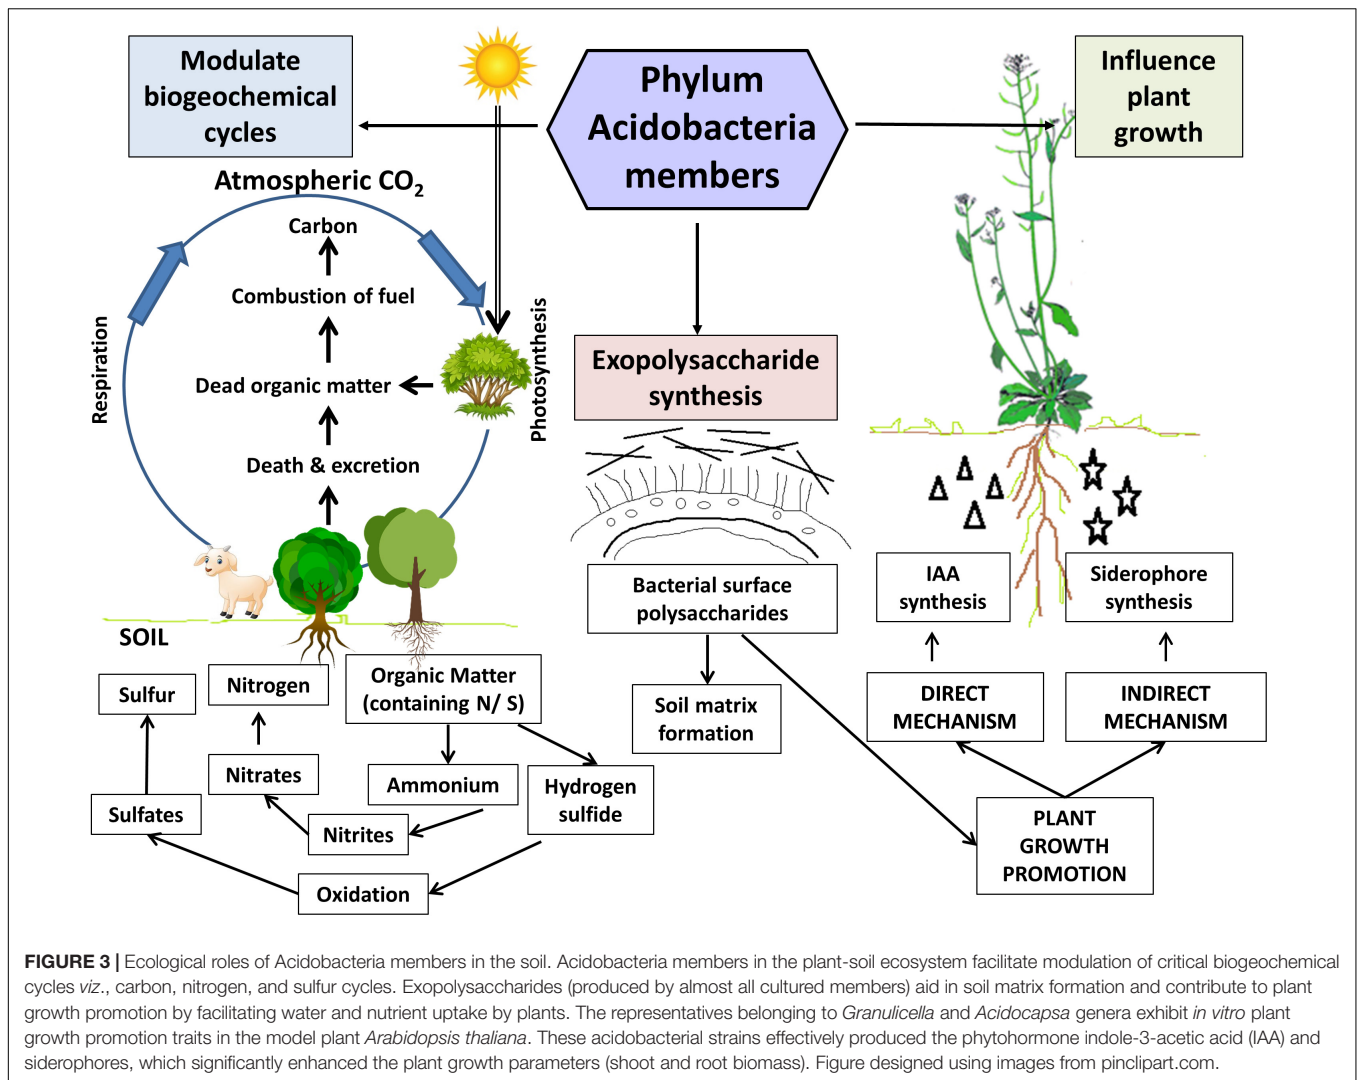 Modulate
biogeochemical
cycles
Phylum
Acidobacteria
members
Influence
plant
growth
Atmospheric CO₂
Carbon
Combustion of fuel
Respiration
Photosynthesis
Dead organic matter
Death & excretion
SOIL
Exopolysaccharide
synthesis
Bacterial surface
polysaccharides
Soil matrix
formation
IAA
synthesis
Siderophore
synthesis
DIRECT
MECHANISM
INDIRECT
MECHANISM
PLANT
GROWTH
PROMOTION
Sulfur
Nitrogen
Organic Matter
(containing N/ S)
Nitrates
Ammonium
Hydrogen
sulfide
Sulfates
Nitrites
Oxidation
FIGURE 3 | Ecological roles of Acidobacteria members in the soil. Acidobacteria members in the plant-soil ecosystem facilitate modulation of critical biogeochemical
cycles viz., carbon, nitrogen, and sulfur cycles. Exopolysaccharides (produced by almost all cultured members) aid in soil matrix formation and contribute to plant
growth promotion by facilitating water and nutrient uptake by plants. The representatives belonging to Granulicella and Acidocapsa genera exhibit in vitro plant
growth promotion traits in the model plant Arabidopsis thaliana. These acidobacterial strains effectively produced the phytohormone indole-3-acetic acid (IAA) and
siderophores, which significantly enhanced the plant growth parameters (shoot and root biomass). Figure designed using images from pinclipart.com.